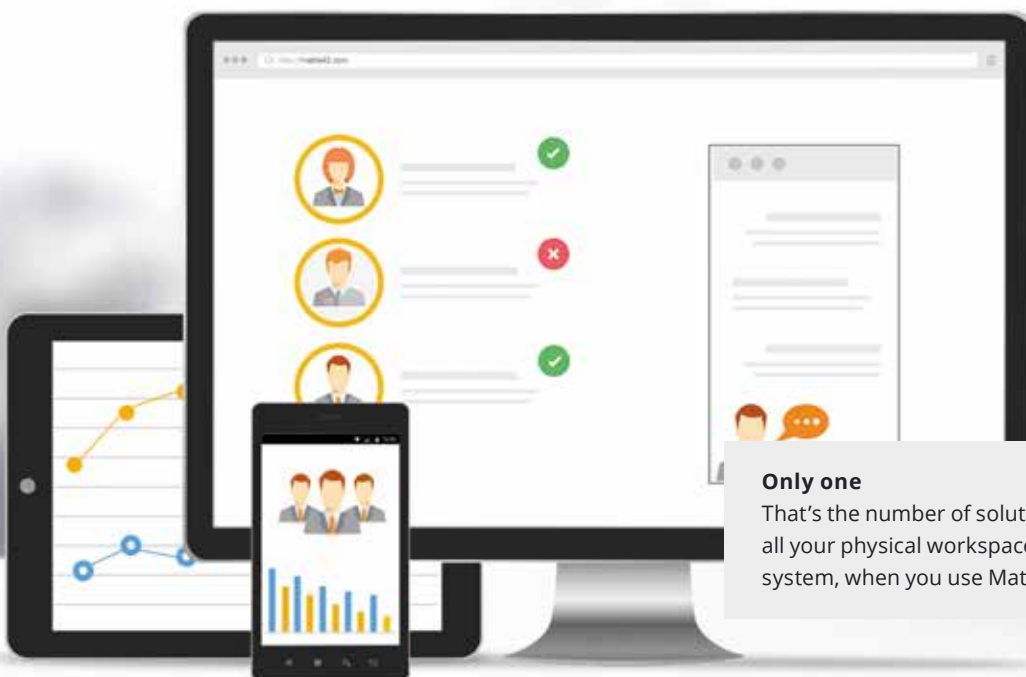 Only one
That’s the number of solut
all your physical workspace
system, when you use Mat